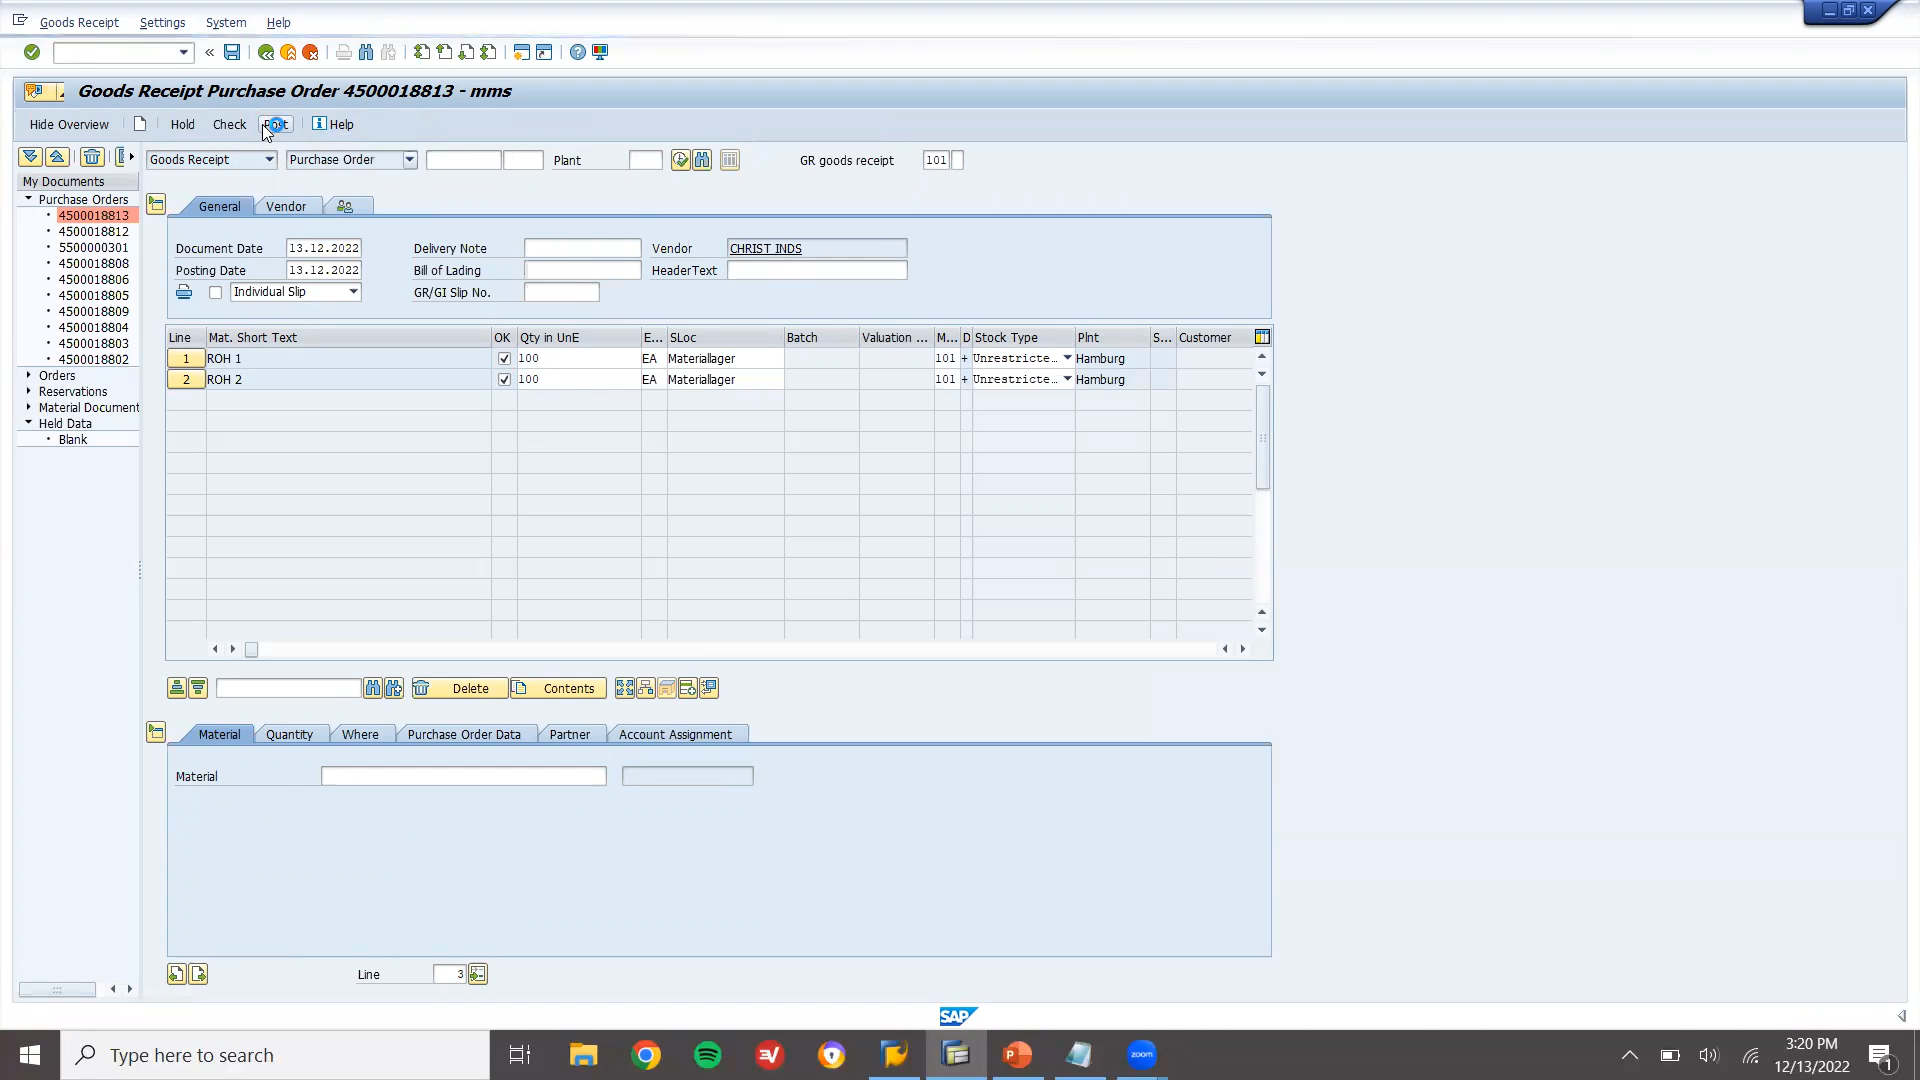 Goods Receipt Settings System Help
Goods Receipt Purchase Order 4500018813 - mms
Hide Overview Hold Check Post Help
Goods Receipt Purchase Order Plant GR goods receipt 101
My Documents
Purchase Orders
4500018813
4500018812
5500000301
4500018808
4500018806
4500018805
4500018809
4500018804
4500018803
4500018802
Orders
Reservations
Material Document
Held Data
Blank
General Vendor
Document Date 13.12.2022 Delivery Note Vendor CHRIST INDS
Posting Date 13.12.2022 Bill of Lading HeaderText
Individual Slip GR/GI Slip No.
Line Mat. Short Text OK Qty in UnE E... SLoc Batch Valuation ... M... D Stock Type Plnt S... Customer
1 ROH 1 100 EA Materiallager 101 + Unrestricte... Hamburg
2 ROH 2 100 EA Materiallager 101 + Unrestricte... Hamburg
Delete Contents
Material Quantity Where Purchase Order Data Partner Account Assignment
Material
Line 3
SAP
Type here to search
zoom
3:20 PM
12/13/2022
1